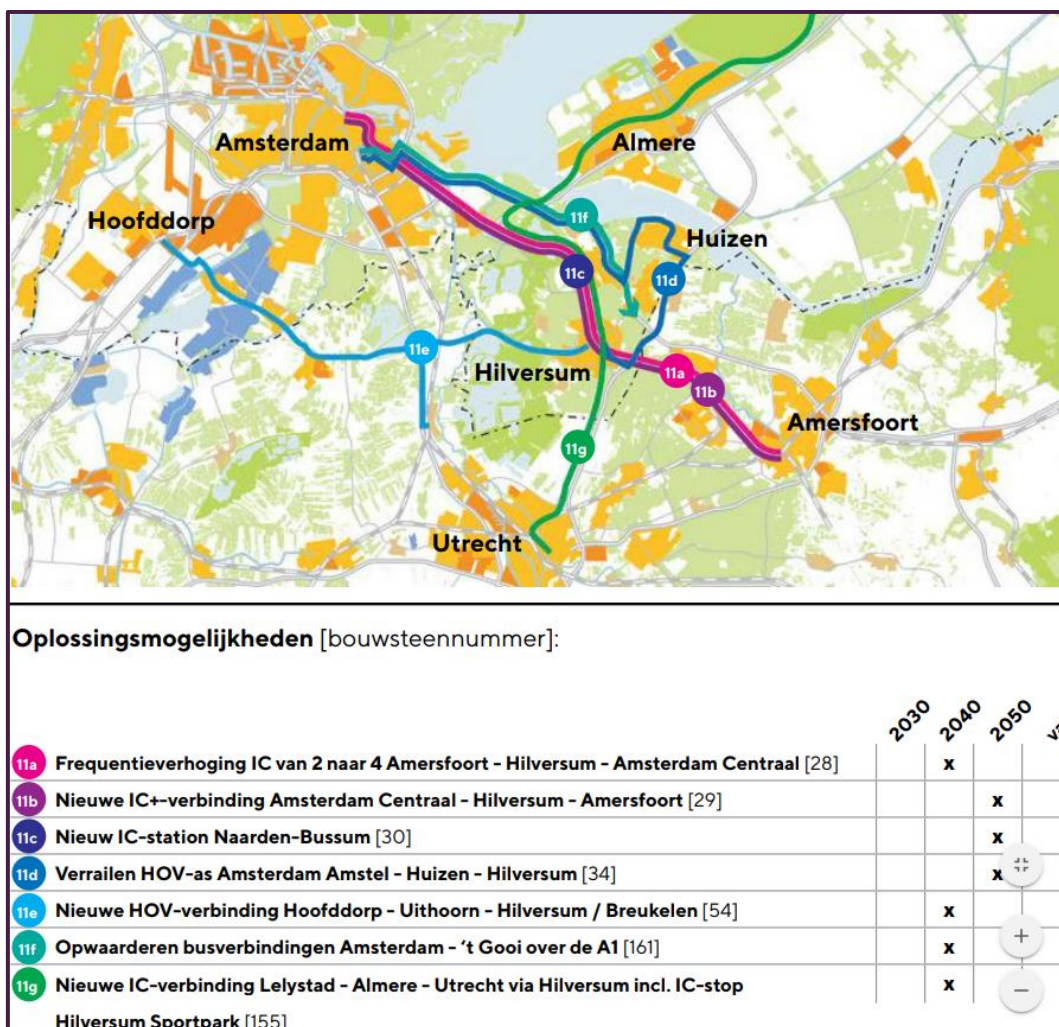 Amsterdam
Almere
Hoofddorp
11f
Huizen
11c
11d
11e
Hilversum
11a
11b
Amersfoort
11g
Utrecht
Oplossingsmogelijkheden [bouwsteennummer]:
2030 2040 2050
11a Frequentieverhoging IC van 2 naar 4 Amersfoort - Hilversum - Amsterdam Centraal [28] x
11b Nieuwe IC+-verbinding Amsterdam Centraal - Hilversum - Amersfoort [29] x
11c Nieuw IC-station Naarden-Bussum [30] x
11d Verrailen HOV-as Amsterdam Amstel - Huizen - Hilversum [34] x
11e Nieuwe HOV-verbinding Hoofddorp - Uithoorn - Hilversum / Breukelen [54] x
11f Opwaarderen busverbindingen Amsterdam - ‘t Gooi over de A1 [161] x
11g Nieuwe IC-verbinding Lelystad - Almere - Utrecht via Hilversum incl. IC-stop x
Hilversum Sportpark [155]